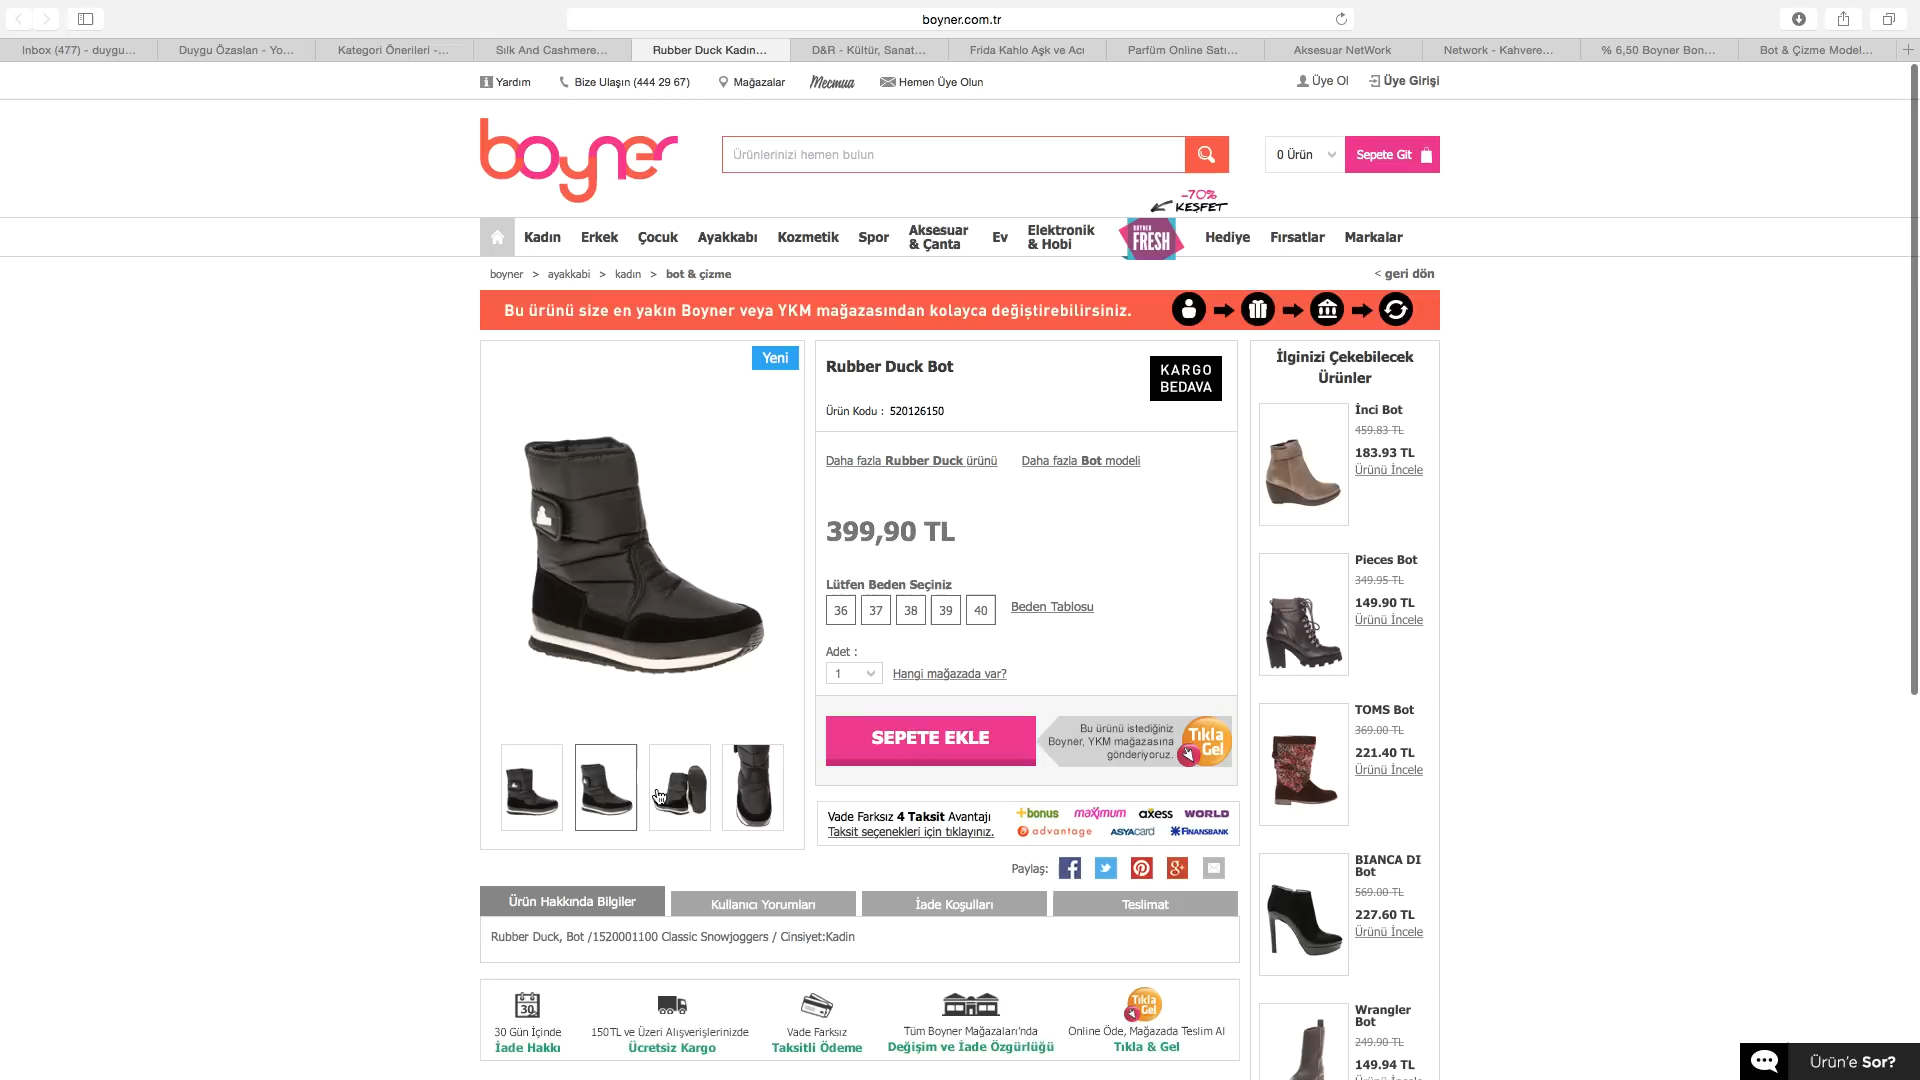 boyner.com.tr
Inbox (477) - duygu...
Duygu Özaslan - Yo...
Kategori Önerileri -...
Silk And Cashmere...
Rubber Duck Kadın...
D&R - Kültür, Sanat...
Frida Kahlo Aşk ve Acı
Parfüm Online Satı...
Aksesuar NetWork
Network - Kahvere...
% 6,50 Boyner Bon...
Bot & Çizme Model...
Yardım
Bize Ulaşın (444 29 67)
Mağazalar
Mecmua
Hemen Üye Olun
Üye Ol
Üye Girişi
boyner
Ürünlerinizi hemen bulun
0 Ürün
Sepete Git
-70%
KEŞFET
Kadın
Erkek
Çocuk
Ayakkabı
Kozmetik
Spor
Aksesuar
& Çanta
Ev
Elektronik
& Hobi
BOYNER
FRESH
Hediye
Fırsatlar
Markalar
boyner > ayakkabi > kadın > bot & çizme
< geri dön
Bu ürünü size en yakın Boyner veya YKM mağazasından kolayca değiştirebilirsiniz.
Yeni
Rubber Duck Bot
KARGO
BEDAVA
Ürün Kodu : 520126150
Daha fazla Rubber Duck ürünü
Daha fazla Bot modeli
399,90 TL
Lütfen Beden Seçiniz
36 37 38 39 40
Beden Tablosu
Adet :
1
Hangi mağazada var?
SEPETE EKLE
Bu ürünü istediğiniz
Boyner, YKM mağazasına
gönderiyoruz.
Tıkla
Gel
Vade Farksız 4 Taksit Avantajı
Taksit seçenekleri için tıklayınız.
bonus maximum axess WORLD
advantage ASYACARD FİNANSBANK
Paylaş:
Ürün Hakkında Bilgiler
Kullanıcı Yorumları
İade Koşulları
Teslimat
Rubber Duck, Bot /1520001100 Classic Snowjoggers / Cinsiyet:Kadin
30
30 Gün İçinde
İade Hakkı
150TL ve Üzeri Alışverişlerinizde
Ücretsiz Kargo
Vade Farksız
Taksitli Ödeme
Tüm Boyner Mağazaları'nda
Değişim ve İade Özgürlüğü
Tıkla
Gel
Online Öde, Mağazada Teslim Al
Tıkla & Gel
İlginizi Çekebilecek
Ürünler
İnci Bot
459.83 TL
183.93 TL
Ürünü İncele
Pieces Bot
349.95 TL
149.90 TL
Ürünü İncele
TOMS Bot
369.00 TL
221.40 TL
Ürünü İncele
BIANCA DI
Bot
569.00 TL
227.60 TL
Ürünü İncele
Wrangler
Bot
249.90 TL
149.94 TL
Ürünü İncele
Ürün'e Sor?